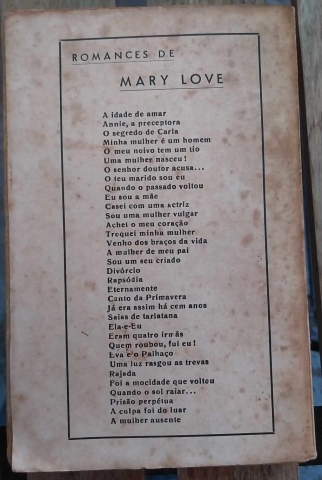 ROMANCES DE
MARY LOVE
A idade de amar
Annie, a preceptora
O segredo de Carla
Minha mulher é um homem
O meu noivo tem um tio
Uma mulher nasceu!
O senhor doutor acusa...
O teu marido sou eu
Quando o passado voltou
Eu sou a mãe
Casei com uma actriz
Sou uma mulher vulgar
Achei o meu coração
Troquei minha mulher
Venho dos braços da vida
A mulher de meu pai
Sou um seu criado
Divórcio
Rapsódia
Eternamente
Canto da Primavera
Já era assim há cem anos
Saias de tarlatana
Ela-e-Eu
Eram quatro irmãs
Quem roubou, fui eu!
Eva e o Palhaço
Uma luz rasgou as trevas
Rajada
Foi a mocidade que voltou
Quando o sol raiar...
Prisão perpétua
A culpa foi do luar
A mulher ausente